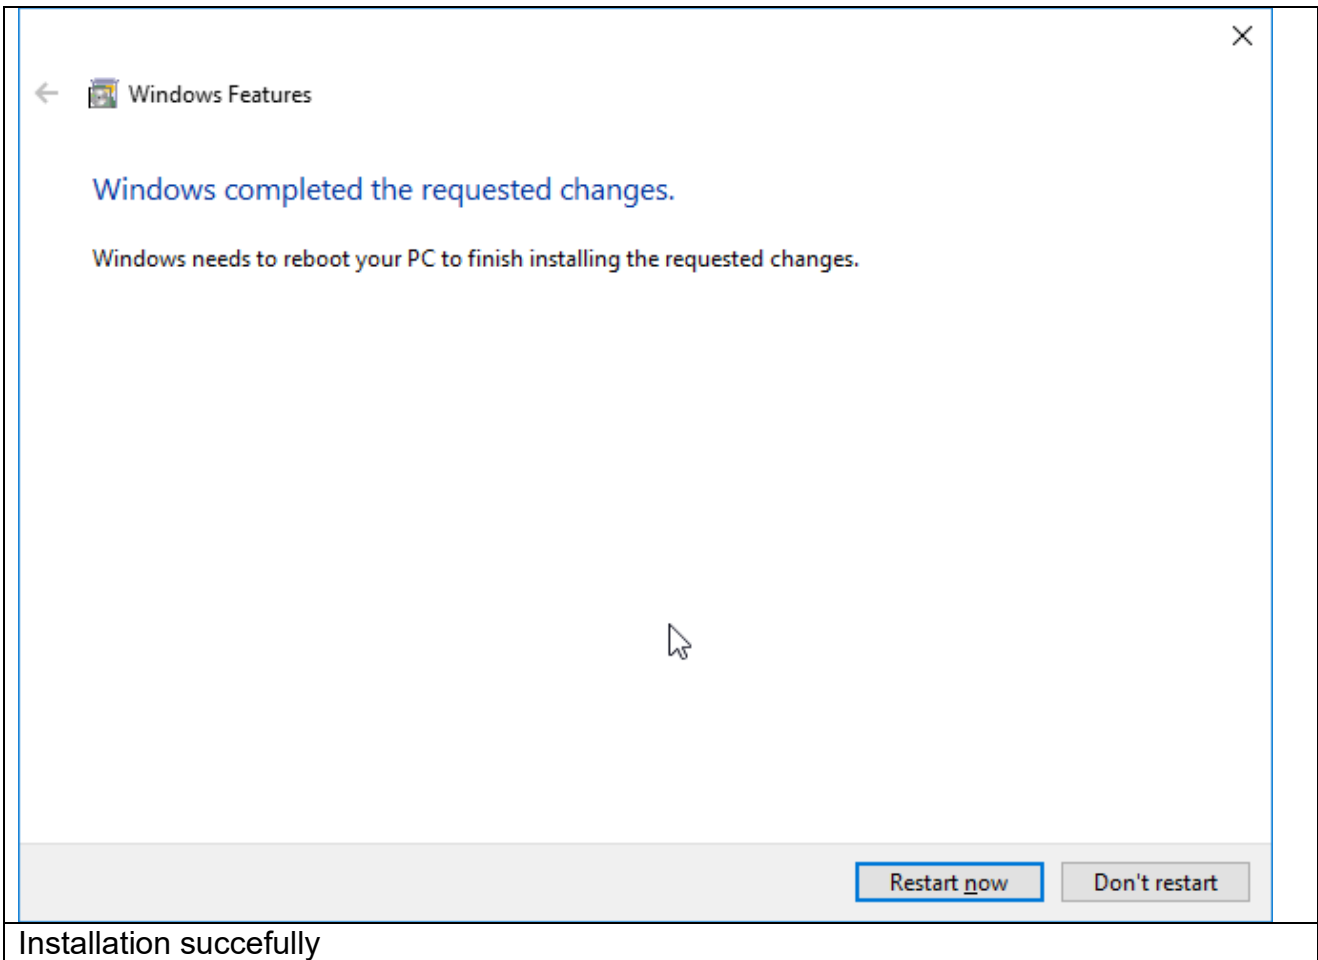 Windows Features
Windows completed the requested changes.
Windows needs to reboot your PC to finish installing the requested changes.
Restart now
Don't restart
Installation succefully